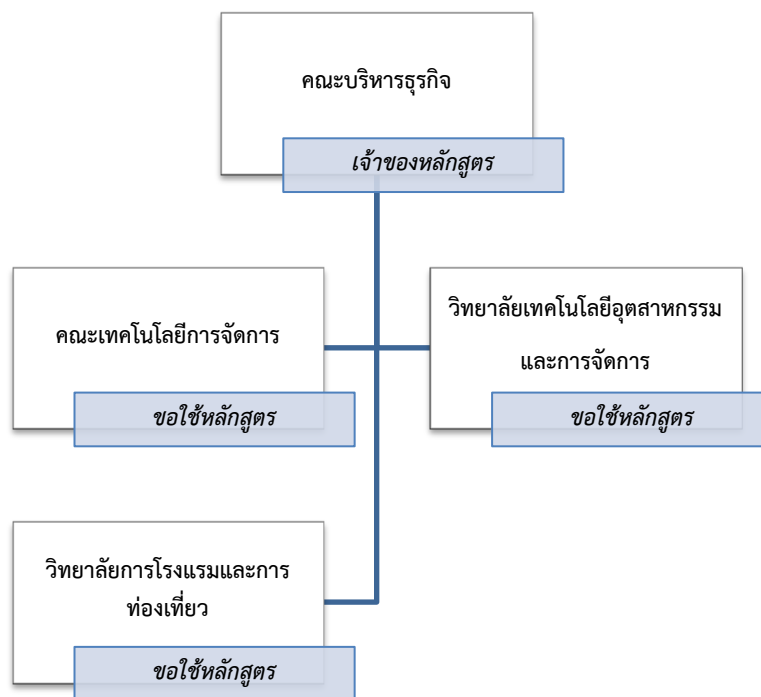 คณะบริหารธุรกิจ
เจ้าของหลักสูตร
คณะเทคโนโลยีการจัดการ
ขอใช้หลักสูตร
วิทยาลัยเทคโนโลยีอุตสาหกรรม
และการจัดการ
ขอใช้หลักสูตร
วิทยาลัยการโรงแรมและการ
ท่องเที่ยว
ขอใช้หลักสูตร